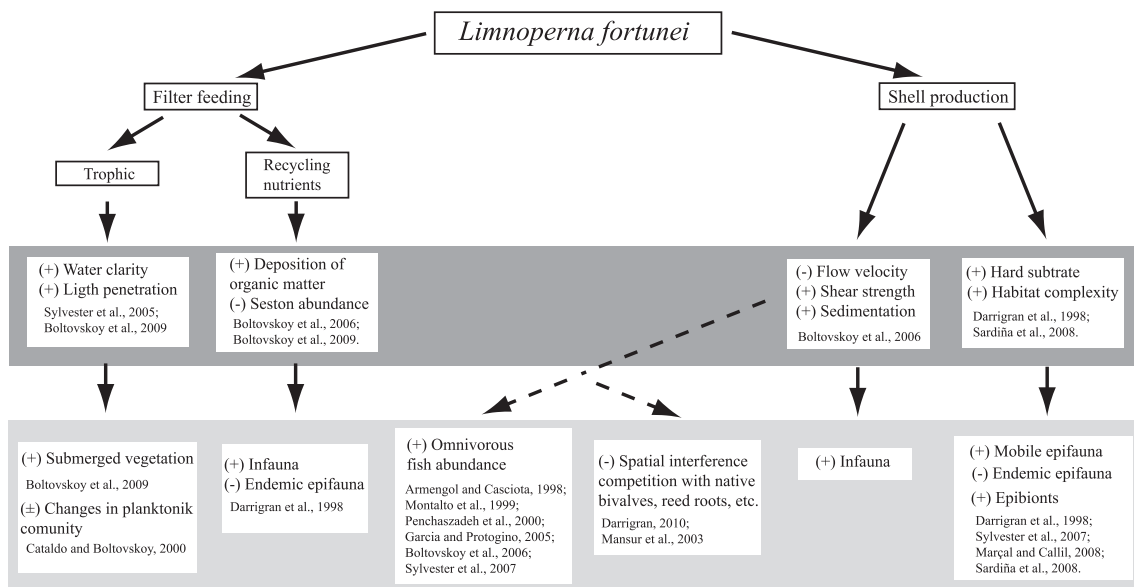 Limnoperna fortunei
Filter feeding
Shell production
Trophic
Recycling
nutrients
(+) Water clarity
(+) Ligth penetration
Sylvester et al., 2005;
Boltovskoy et al., 2009
(+) Deposition of
organic matter
(-) Seston abundance
Boltovskoy et al., 2006;
Boltovskoy et al., 2009.
(-) Flow velocity
(+) Shear strength
(+) Sedimentation
Boltovskoy et al., 2006
(+) Hard subtrate
(+) Habitat complexity
Darrigran et al., 1998;
Sardiña et al., 2008.
(+) Submerged vegetation
Boltovskoy et al., 2009
(±) Changes in planktonik
comunity
Cataldo and Boltovskoy, 2000
(+) Infauna
(-) Endemic epifauna
Darrigran et al., 1998
(+) Omnivorous
fish abundance
Armengol and Casciota, 1998;
Montalto et al., 1999;
Penchaszadeh et al., 2000;
Garcia and Protogino, 2005;
Boltovskoy et al., 2006;
Sylvester et al., 2007
(-) Spatial interference
competition with native
bivalves, reed roots, etc.
Darrigran, 2010;
Mansur et al., 2003
(+) Infauna
(+) Mobile epifauna
(-) Endemic epifauna
(+) Epibionts
Darrigran et al., 1998;
Sylvester et al., 2007;
Marçal and Callil, 2008;
Sardiña et al., 2008.